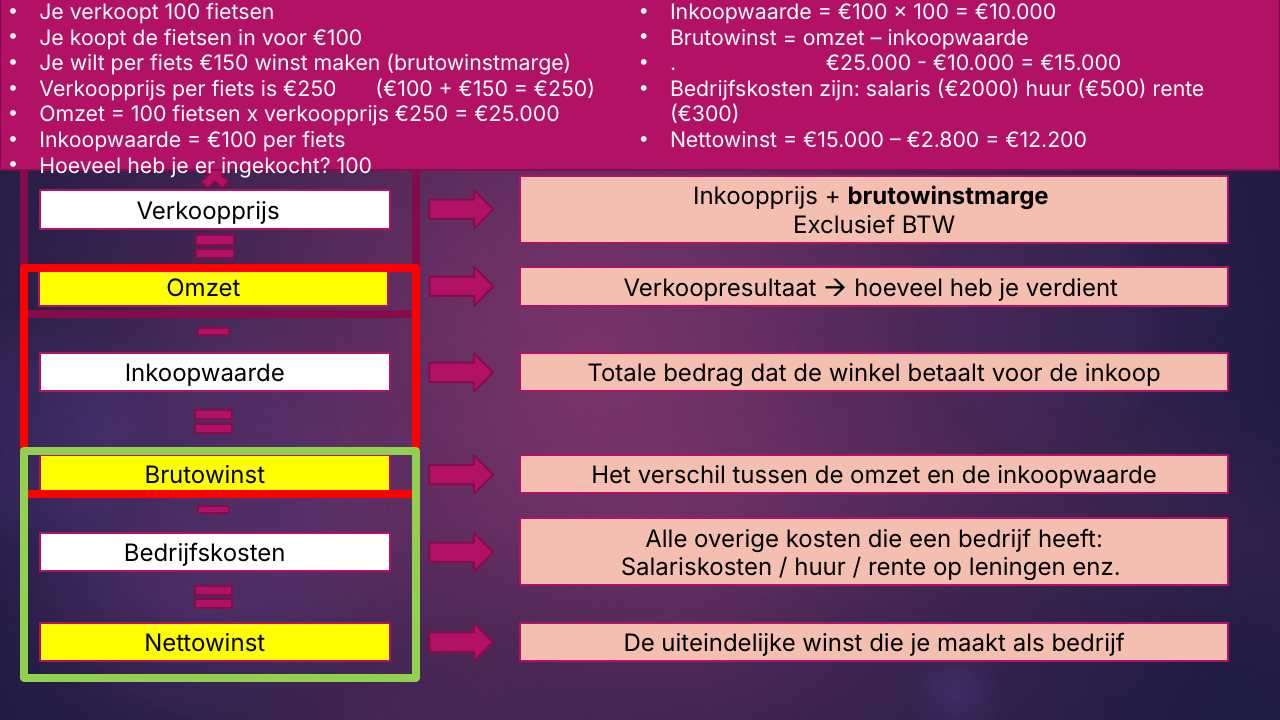 • Je verkoopt 100 fietsen
• Je koopt de fietsen in voor €100
• Je wilt per fiets €150 winst maken (brutowinstmarge)
• Verkoopprijs per fiets is €250 (€100 + €150 = €250)
• Omzet = 100 fietsen x verkoopprijs €250 = €25.000
• Inkoopwaarde = €100 per fiets
• Hoeveel heb je er ingekocht? 100
• Inkoopwaarde = €100 × 100 = €10.000
• Brutowinst = omzet – inkoopwaarde
• . €25.000 - €10.000 = €15.000
• Bedrijfskosten zijn: salaris (€2000) huur (€500) rente
(€300)
• Nettowinst = €15.000 – €2.800 = €12.200
Verkoopprijs
Inkoopprijs + brutowinstmarge
Exclusief BTW
Omzet
Verkoopresultaat → hoeveel heb je verdient
Inkoopwaarde
Totale bedrag dat de winkel betaalt voor de inkoop
Brutowinst
Het verschil tussen de omzet en de inkoopwaarde
Bedrijfskosten
Alle overige kosten die een bedrijf heeft:
Salariskosten / huur / rente op leningen enz.
Nettowinst
De uiteindelijke winst die je maakt als bedrijf